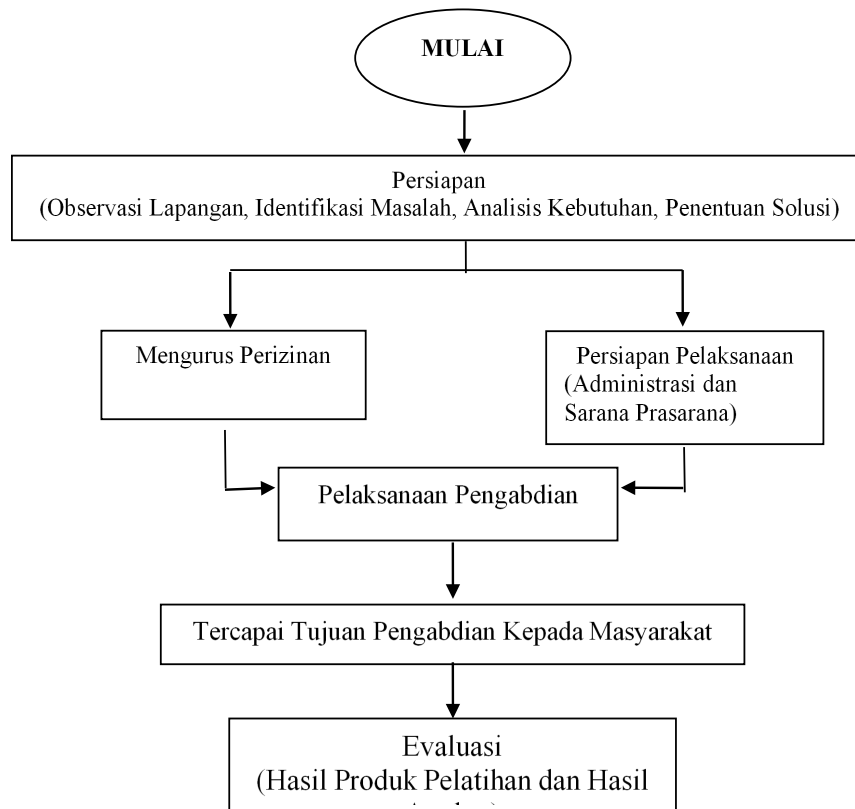 MULAI
Persiapan
(Observasi Lapangan, Identifikasi Masalah, Analisis Kebutuhan, Penentuan Solusi)
Mengurus Perizinan
Persiapan Pelaksanaan
(Administrasi dan
Sarana Prasarana)
Pelaksanaan Pengabdian
Tercapai Tujuan Pengabdian Kepada Masyarakat
Evaluasi
(Hasil Produk Pelatihan dan Hasil